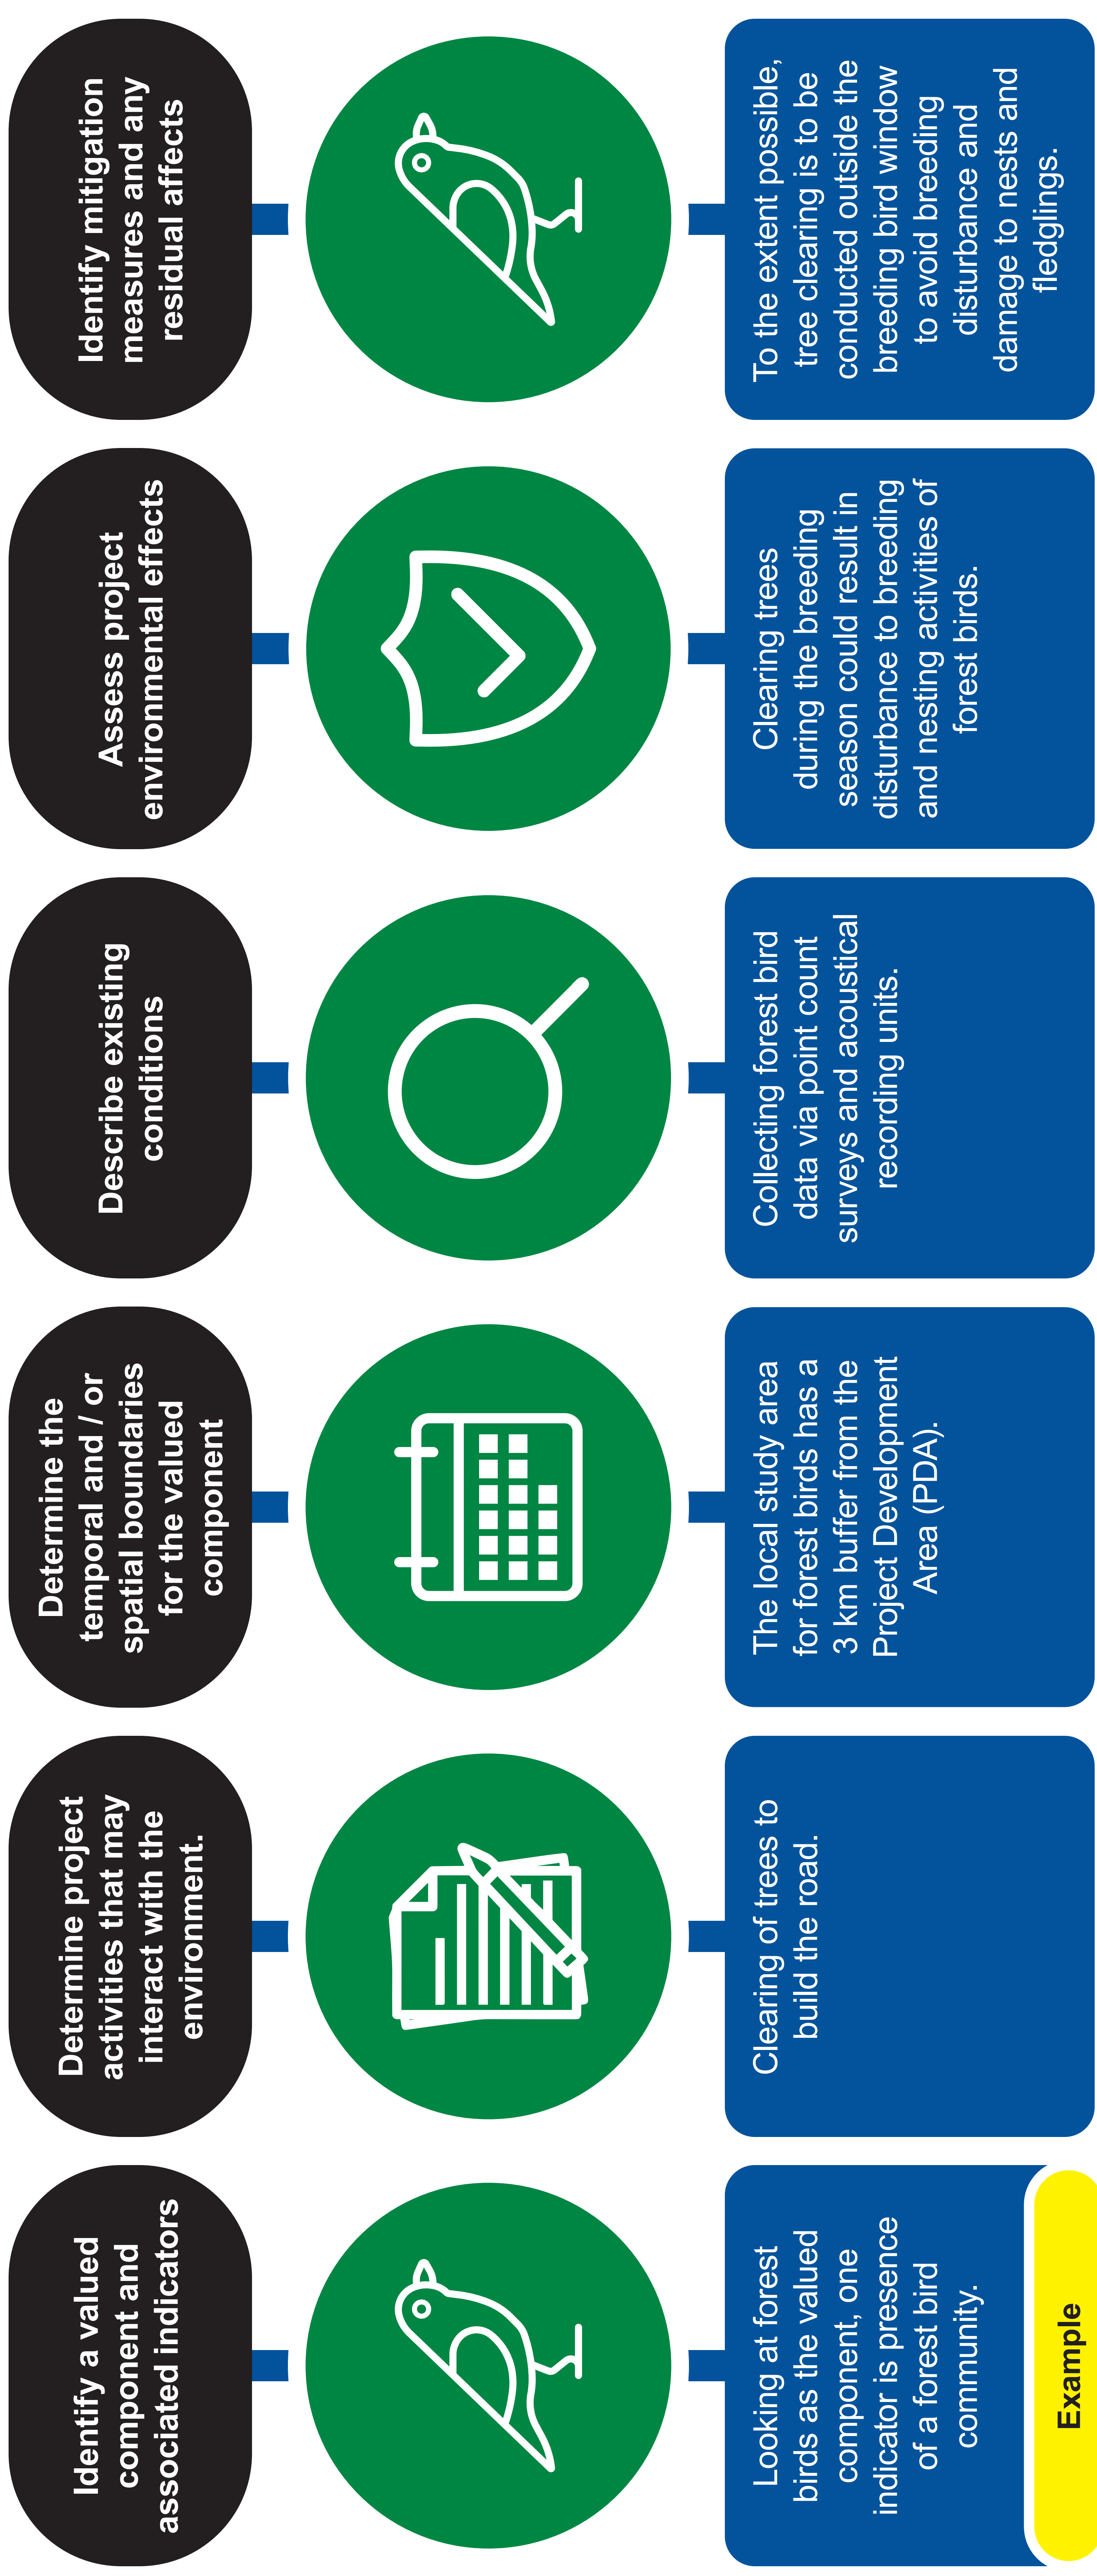 Identify a valued
component and
associated indicators
Looking at forest
birds as the valued
component, one
indicator is presence
of a forest bird
community.
Example
Determine project
activities that may
interact with the
environment.
Clearing of trees to
build the road.
Determine the
temporal and / or
spatial boundaries
for the valued
component
The local study area
for forest birds has a
3 km buffer from the
Project Development
Area (PDA).
Describe existing
conditions
Collecting forest bird
data via point count
surveys and acoustical
recording units.
Assess project
environmental effects
Clearing trees
during the breeding
season could result in
disturbance to breeding
and nesting activities of
forest birds.
Identify mitigation
measures and any
residual affects
To the extent possible,
tree clearing is to be
conducted outside the
breeding bird window
to avoid breeding
disturbance and
damage to nests and
fledglings.